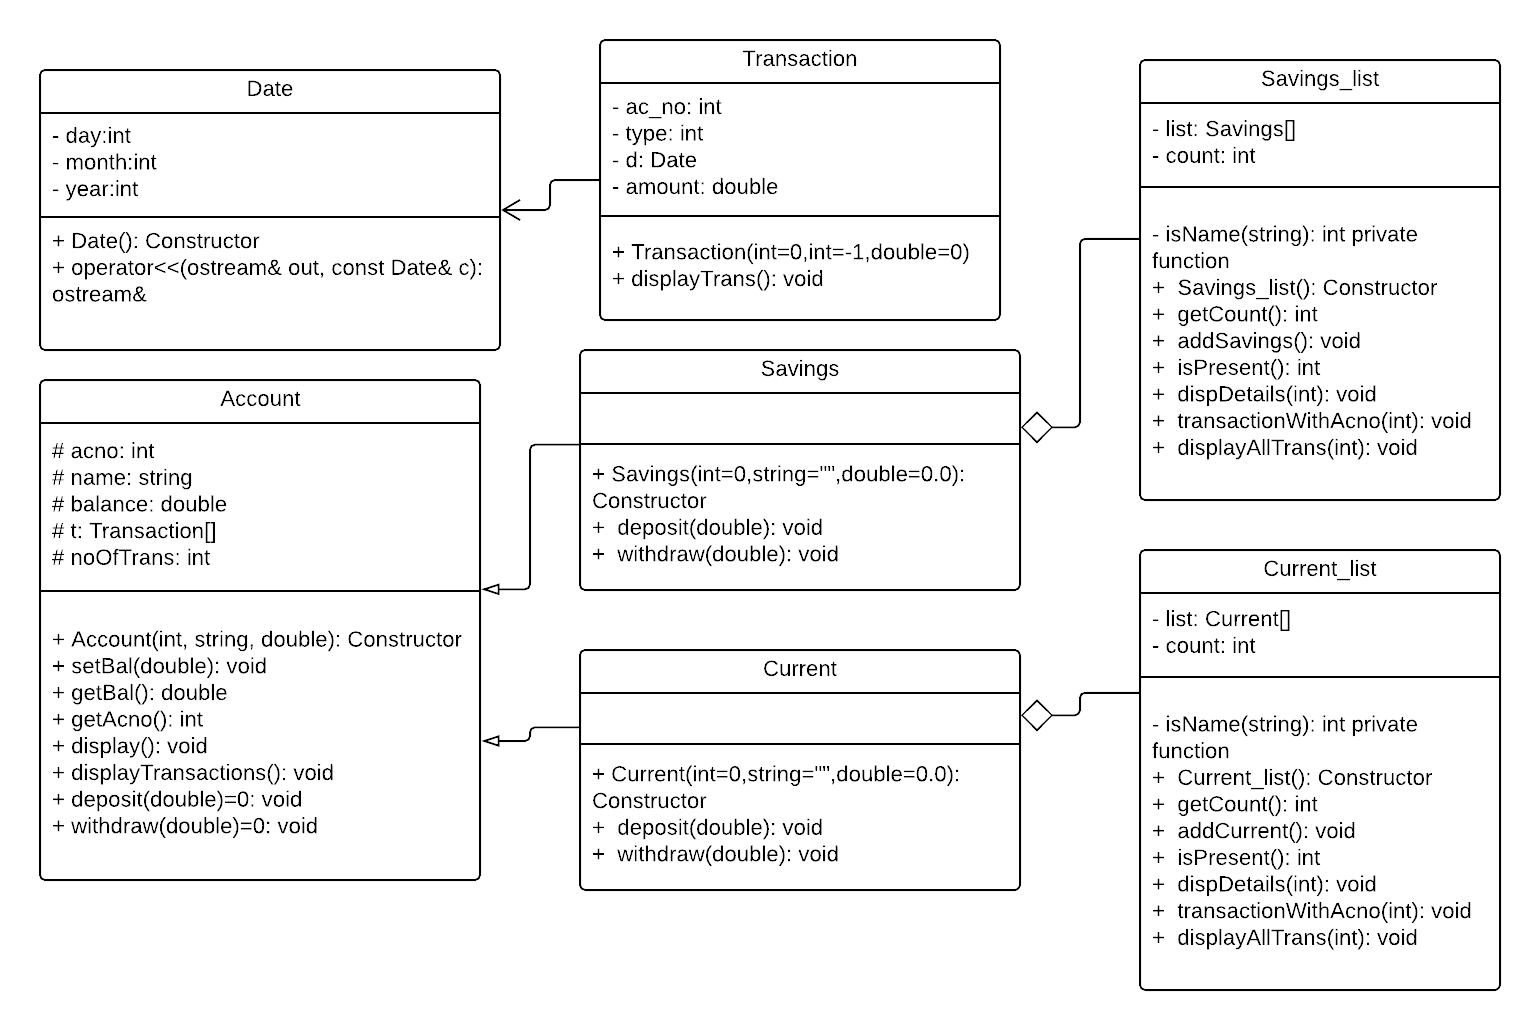 Date
- day:int
- month:int
- year:int
+ Date(): Constructor
+ operator<<(ostream& out, const Date& c):
ostream&
Transaction
- ac_no: int
- type: int
- d: Date
- amount: double
+ Transaction(int=0,int=-1,double=0)
+ displayTrans(): void
Account
# acno: int
# name: string
# balance: double
# t: Transaction[]
# noOfTrans: int
+ Account(int, string, double): Constructor
+ setBal(double): void
+ getBal(): double
+ getAcno(): int
+ display(): void
+ displayTransactions(): void
+ deposit(double)=0: void
+ withdraw(double)=0: void
Savings
+ Savings(int=0,string="",double=0.0):
Constructor
+ deposit(double): void
+ withdraw(double): void
Current
+ Current(int=0,string="",double=0.0):
Constructor
+ deposit(double): void
+ withdraw(double): void
Savings_list
- list: Savings[]
- count: int
- isName(string): int private
function
+ Savings_list(): Constructor
+ getCount(): int
+ addSavings(): void
+ isPresent(): int
+ dispDetails(int): void
+ transactionWithAcno(int): void
+ displayAllTrans(int): void
Current_list
- list: Current[]
- count: int
- isName(string): int private
function
+ Current_list(): Constructor
+ getCount(): int
+ addCurrent(): void
+ isPresent(): int
+ dispDetails(int): void
+ transactionWithAcno(int): void
+ displayAllTrans(int): void